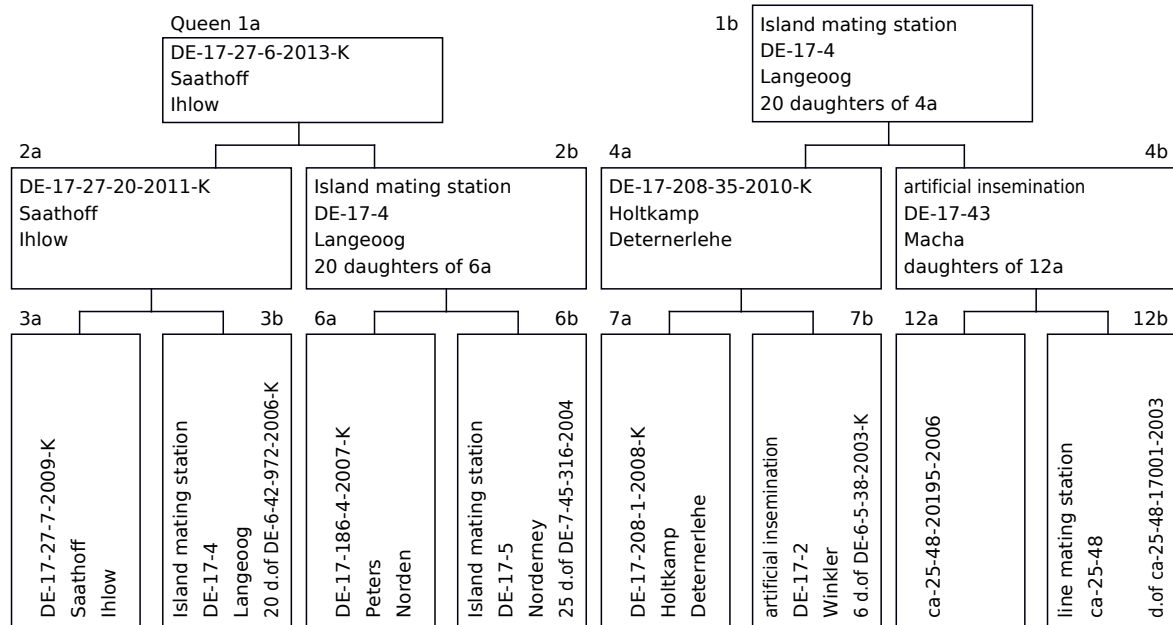 Queen 1a
DE-17-27-6-2013-K
Saathoff
Ihlow
1b
Island mating station
DE-17-4
Langeoog
20 daughters of 4a
2a
DE-17-27-20-2011-K
Saathoff
Ihlow
2b
Island mating station
DE-17-4
Langeoog
20 daughters of 6a
4a
DE-17-208-35-2010-K
Holtkamp
Deternerlehe
4b
artificial insemination
DE-17-43
Macha
daughters of 12a
3a
DE-17-27-7-2009-K
Saathoff
Ihlow
3b
Island mating station
DE-17-4
Langeoog
20 d.of DE-6-42-972-2006-K
6a
DE-17-186-4-2007-K
Peters
Norden
6b
Island mating station
DE-17-5
Norderney
25 d.of DE-7-45-316-2004
7a
DE-17-208-1-2008-K
Holtkamp
Deternerlehe
7b
artificial insemination
DE-17-2
Winkler
6 d.of DE-6-5-38-2003-K
12a
ca-25-48-20195-2006
12b
line mating station
ca-25-48
d.of ca-25-48-17001-2003